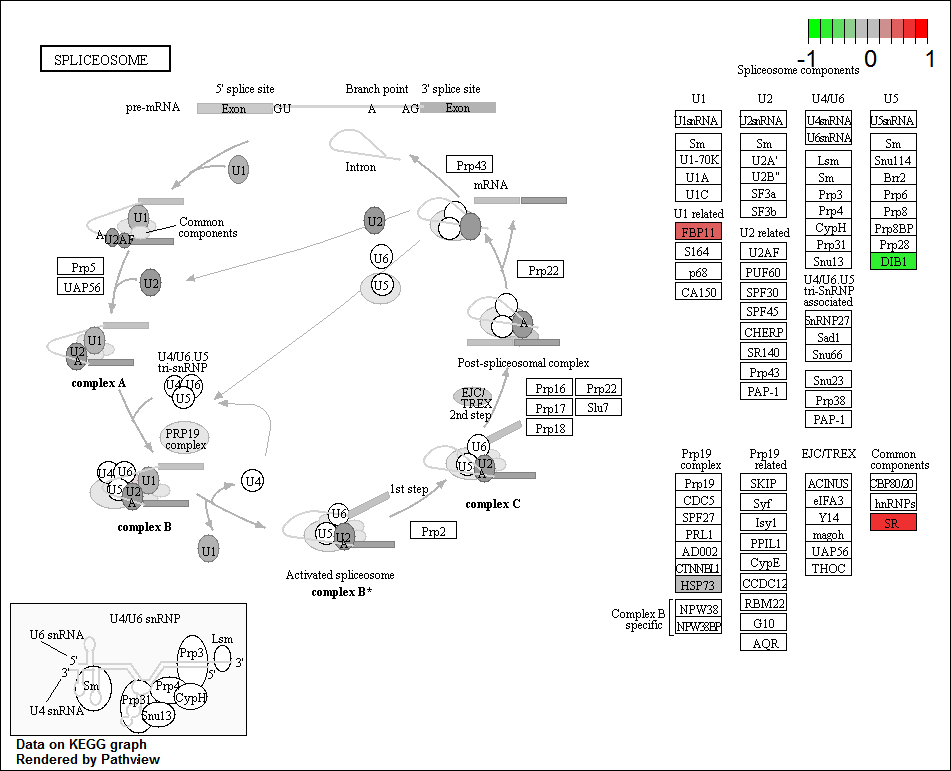 SPLICEOSOME
-1 0 1
Spliceosome components
5' splice site
Branch point
3' splice site
pre-mRNA
Exon
GU
A
AG
Exon
Intron
Prp43
mRNA
U1
U1
Common
components
A
U2AF
Prp5
UAP56
U2
U2
U6
U5
Prp22
U1
U2
A
complex A
A
Post-spliceosomal complex
U4/U6.U5
tri-snRNP
U4
U6
U5
PRP19
complex
EJC/
TREX
2nd step
Prp16
Prp22
Prp17
Slu7
Prp18
U4
U6
U5
U1
U2
A
complex B
U4
U1
U6
U5
U2
A
complex C
1st step
U6
U5
U2
A
Prp2
Activated spliceosome
complex B*
U4/U6 snRNP
U6 snRNA
5'
3'
U4 snRNA
Sm
Prp3
Lsm
3'
5'
Prp4
Prp31
CypH
Snu13
Data on KEGG graph
Rendered by Pathview
U1
U1snRNA
Sm
U1-70K
U1A
U1C
U1 related
FBP11
S164
p68
CA150
U2
U2snRNA
Sm
U2A'
U2B"
SF3a
SF3b
U2 related
U2AF
PUF60
SPF30
SPF45
CHERP
SR140
Prp43
PAP-1
U4/U6
U4snRNA
U6snRNA
Lsm
Sm
Prp3
Prp4
CypH
Prp31
Snu13
U4/U6.U5
tri-SnRNP
associated
SnRNP27
Sad1
Snu66
Snu23
Prp38
PAP-1
U5
U5snRNA
Sm
Snu114
Brr2
Prp6
Prp8
Prp8BP
Prp28
DIB1
Prp19
complex
Prp19
CDC5
SPF27
PRL1
AD002
CTNNBL1
HSP73
Complex B
specific
NPW38
NPW38BP
Prp19
related
SKIP
Syf
Isy1
PPIL1
CypE
CCDC12
RBM22
G10
AQR
EJC/TREX
ACINUS
eIFA3
Y14
magoh
UAP56
THOC
Common
components
CBP80/20
hnRNPs
SR